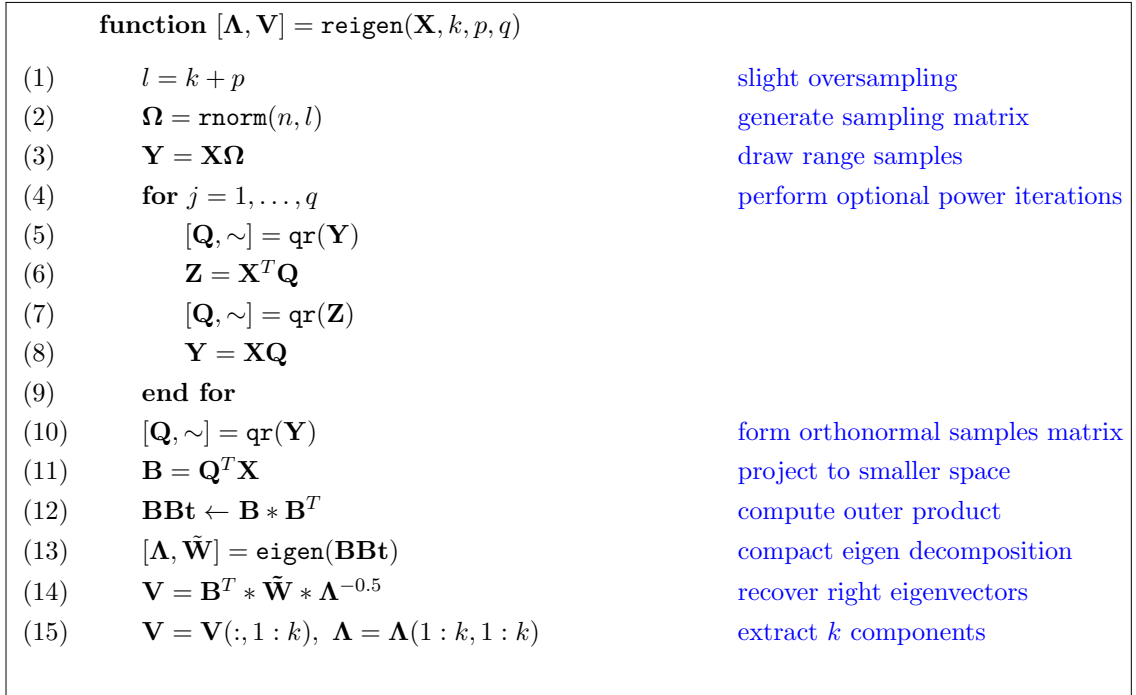 function [Λ, V] = reigen(X, k, p, q)
(1) l = k + p slight oversampling
(2) Ω = rnorm(n, l) generate sampling matrix
(3) Y = XΩ draw range samples
(4) for j = 1, . . . , q perform optional power iterations
(5) [Q, ∼] = qr(Y)
(6) Z = X^T Q
(7) [Q, ∼] = qr(Z)
(8) Y = XQ
(9) end for
(10) [Q, ∼] = qr(Y) form orthonormal samples matrix
(11) B = Q^T X project to smaller space
(12) BBt ← B ∗ B^T compute outer product
(13) [Λ, W̃] = eigen(BBt) compact eigen decomposition
(14) V = B^T ∗ W̃ ∗ Λ^−0.5 recover right eigenvectors
(15) V = V(:, 1 : k), Λ = Λ(1 : k, 1 : k) extract k components